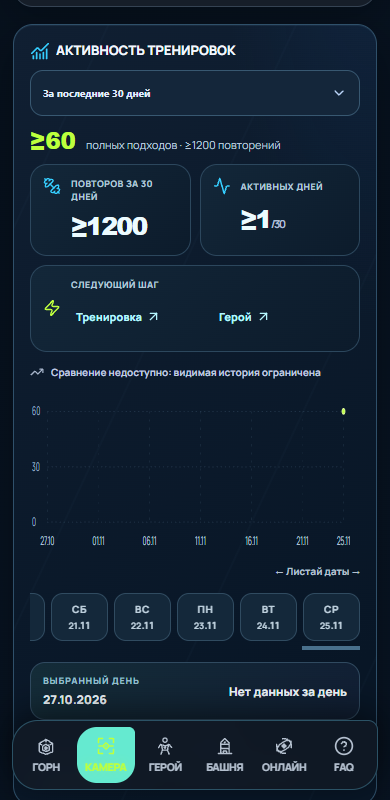 АКТИВНОСТЬ ТРЕНИРОВОК
За последние 30 дней
≥60 полных подходов · ≥1200 повторений
ПОВТОРОВ ЗА 30
ДНЕЙ
≥1200
АКТИВНЫХ ДНЕЙ
≥1/30
СЛЕДУЮЩИЙ ШАГ
Тренировка
Герой
Сравнение недоступно: видимая история ограничена
60
30
0
27.10 01.11 06.11 11.11 16.11 21.11 25.11
← Листай даты →
СБ
21.11
ВС
22.11
ПН
23.11
ВТ
24.11
СР
25.11
ВЫБРАННЫЙ ДЕНЬ
27.10.2026
Нет данных за день
ГОРН
КАМЕРА
ГЕРОЙ
БАШНЯ
ОНЛАЙН
FAQ